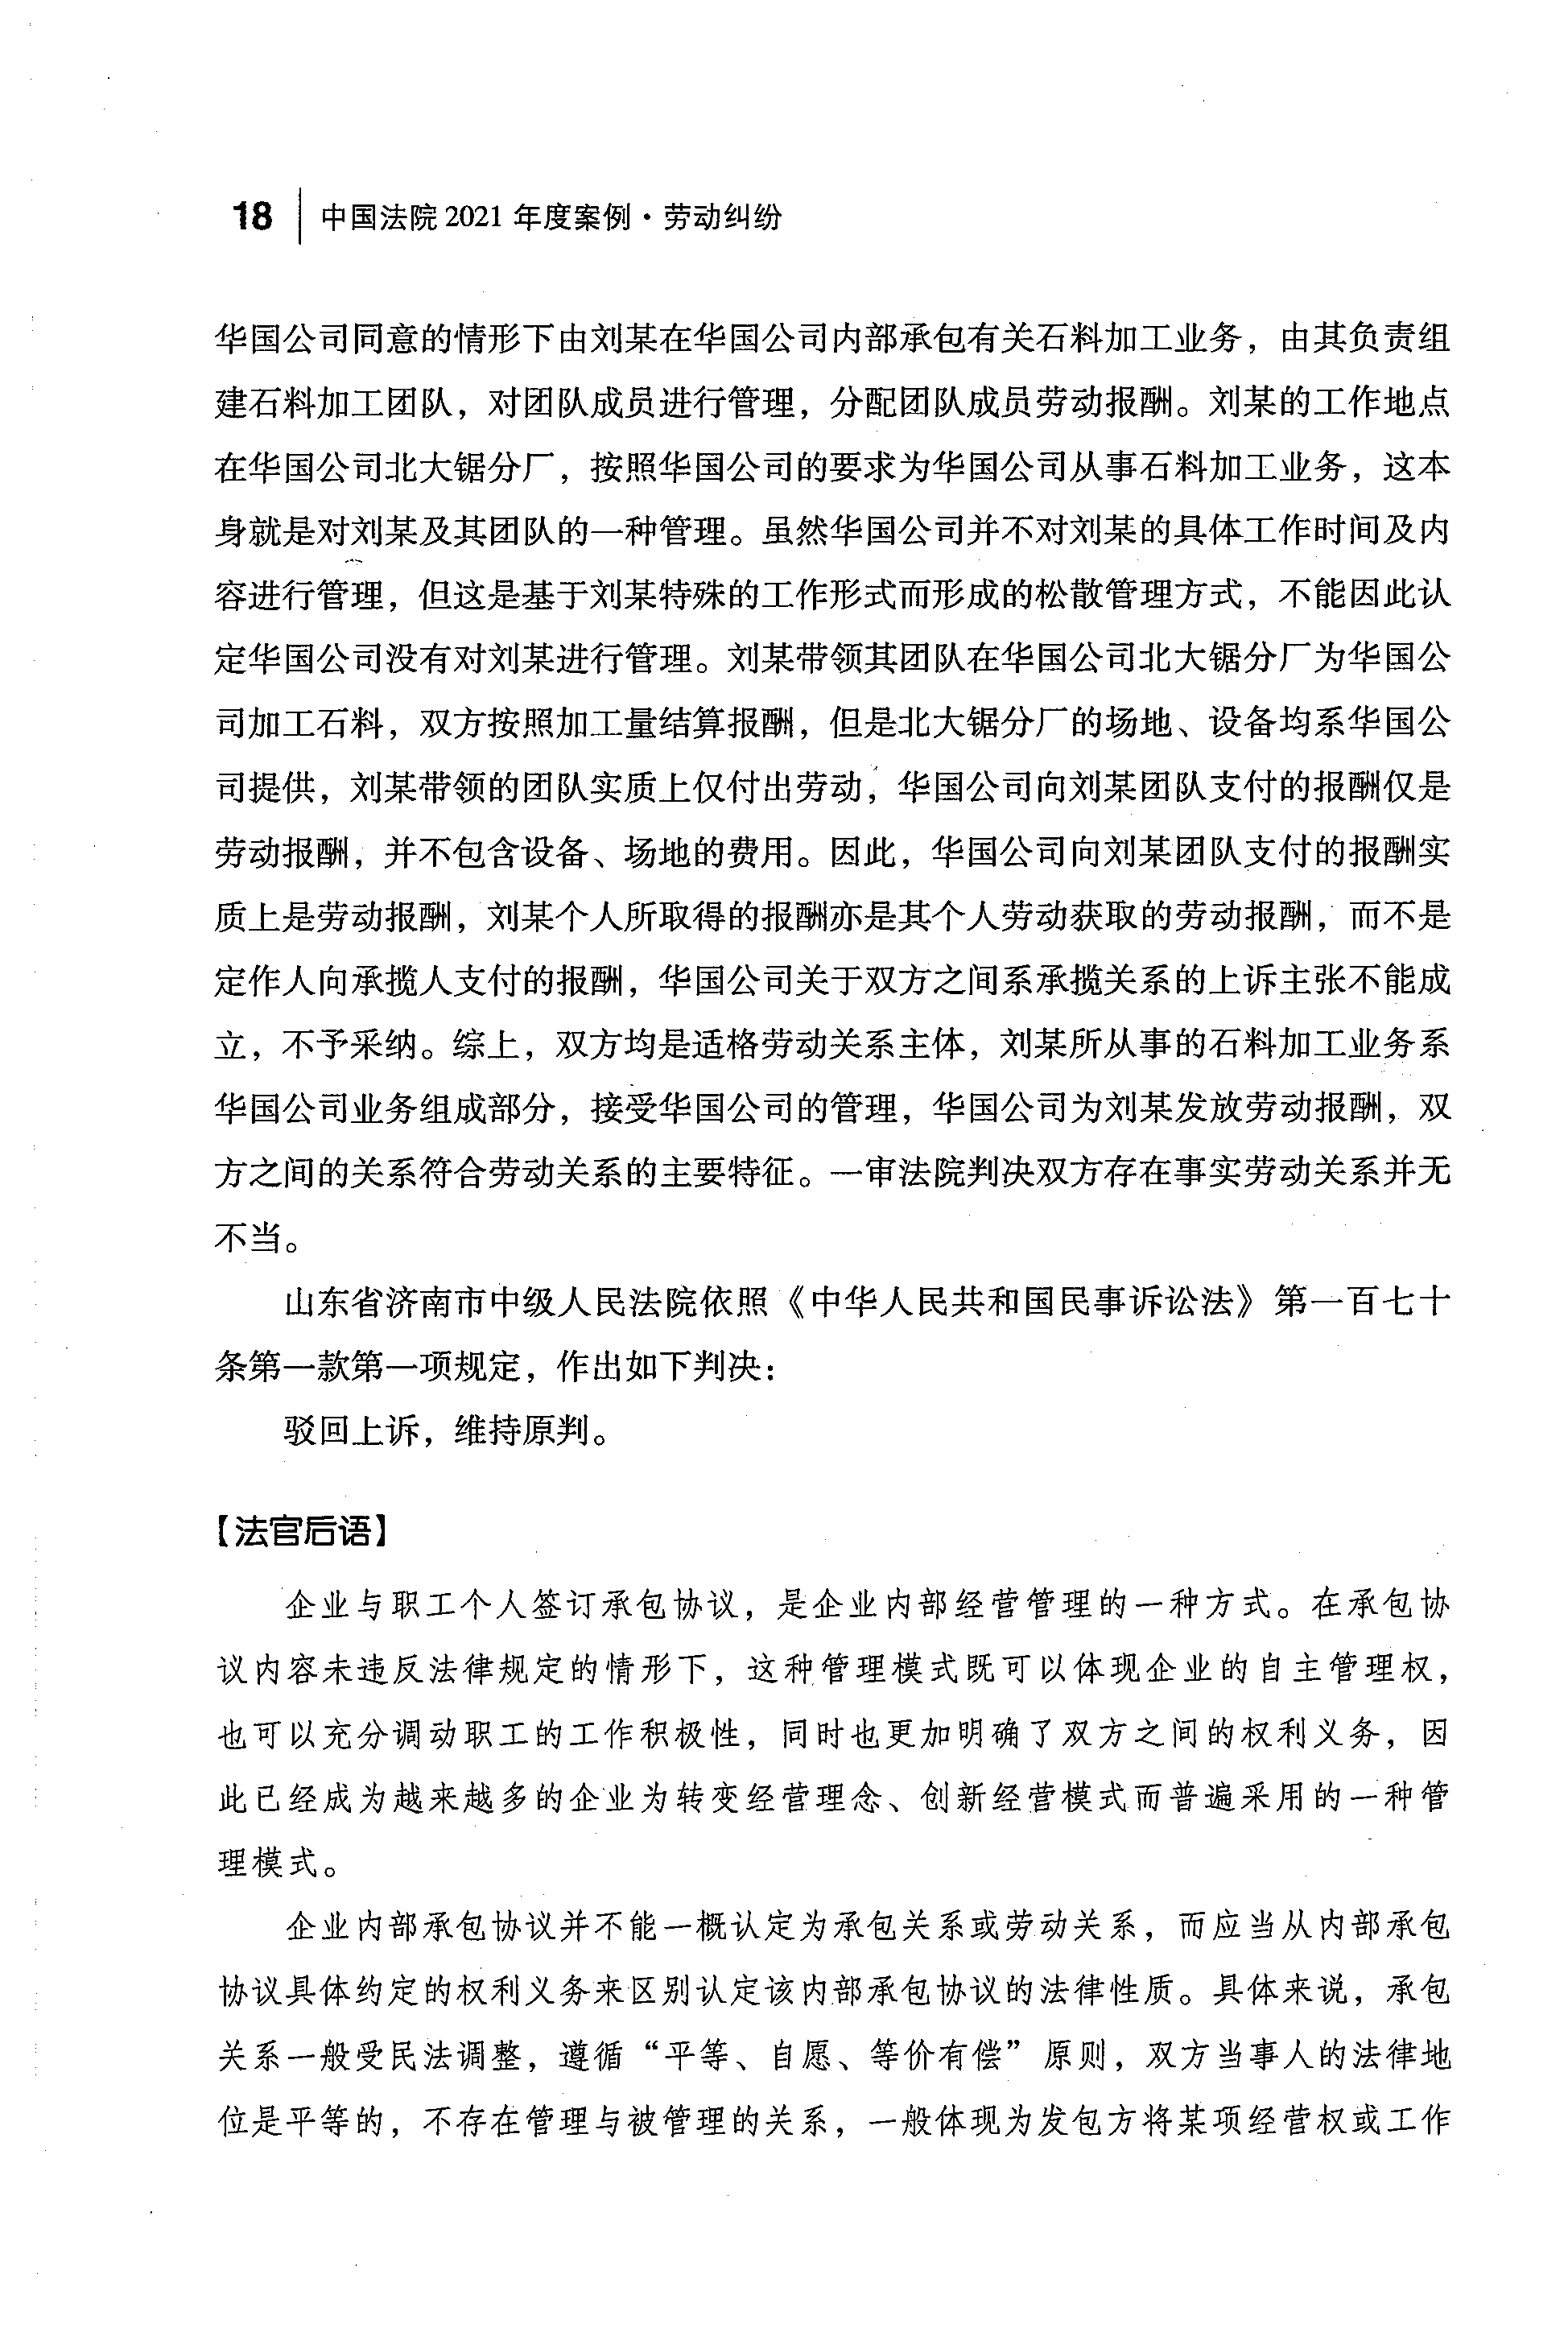 18 中国法院 2021 年度案例·劳动纠纷
华国公司同意的情形下由刘某在华国公司内部承包有关石料加工业务，由其负责组
建石料加工团队，对团队成员进行管理，分配团队成员劳动报酬。刘某的工作地点
在华国公司北大锯分厂，按照华国公司的要求为华国公司从事石料加工业务，这本
身就是对刘某及其团队的一种管理。虽然华国公司并不对刘某的具体工作时间及内
容进行管理，但这是基于刘某特殊的工作形式而形成的松散管理方式，不能因此认
定华国公司没有对刘某进行管理。刘某带领其团队在华国公司北大锯分厂为华国公
司加工石料，双方按照加工量结算报酬，但是北大锯分厂的场地、设备均系华国公
司提供，刘某带领的团队实质上仅付出劳动，华国公司向刘某团队支付的报酬仅是
劳动报酬，并不包含设备、场地的费用。因此，华国公司向刘某团队支付的报酬实
质上是劳动报酬，刘某个人所取得的报酬亦是其个人劳动获取的劳动报酬，而不是
定作人向承揽人支付的报酬，华国公司关于双方之间系承揽关系的上诉主张不能成
立，不予采纳。综上，双方均是适格劳动关系主体，刘某所从事的石料加工业务系
华国公司业务组成部分，接受华国公司的管理，华国公司为刘某发放劳动报酬，双
方之间的关系符合劳动关系的主要特征。一审法院判决双方存在事实劳动关系并无
不当。
山东省济南市中级人民法院依照《中华人民共和国民事诉讼法》第一百七十
条第一款第一项规定，作出如下判决：
驳回上诉，维持原判。
【法官后语】
企业与职工个人签订承包协议，是企业内部经营管理的一种方式。在承包协
议内容未违反法律规定的情形下，这种管理模式既可以体现企业的自主管理权，
也可以充分调动职工的工作积极性，同时也更加明确了双方之间的权利义务，因
此已经成为越来越多的企业为转变经营理念、创新经营模式而普遍采用的一种管
理模式。
企业内部承包协议并不能一概认定为承包关系或劳动关系，而应当从内部承包
协议具体约定的权利义务来区别认定该内部承包协议的法律性质。具体来说，承包
关系一般受民法调整，遵循“平等、自愿、等价有偿”原则，双方当事人的法律地
位是平等的，不存在管理与被管理的关系，一般体现为发包方将某项经营权或工作